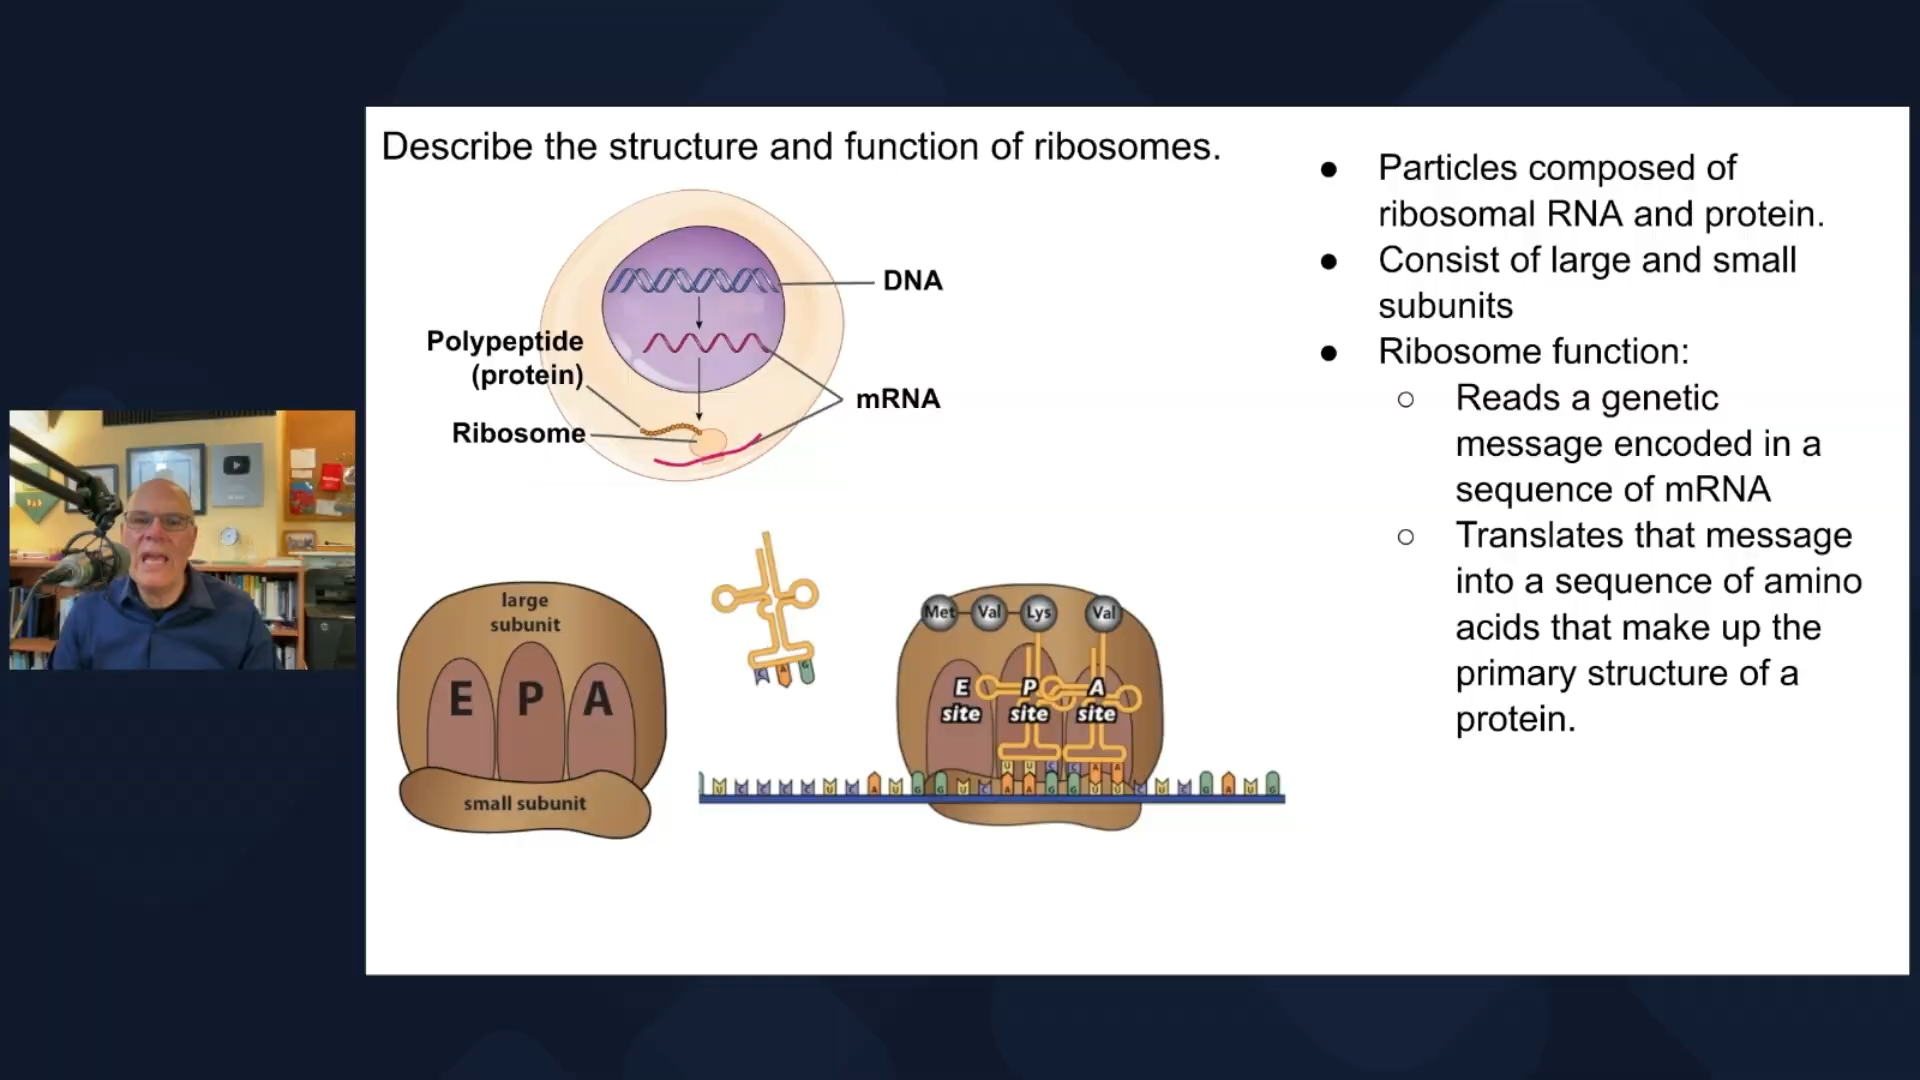 Describe the structure and function of ribosomes.
DNA
Polypeptide
(protein)
mRNA
Ribosome
large
subunit
E P A
small subunit
C A G
Met Val Lys Val
E
site
P
site
A
site
U U C C A A
U C C C C U C A U G G U C A A G G U U C U C G A U G
● Particles composed of
ribosomal RNA and protein.
● Consist of large and small
subunits
● Ribosome function:
○ Reads a genetic
message encoded in a
sequence of mRNA
○ Translates that message
into a sequence of amino
acids that make up the
primary structure of a
protein.